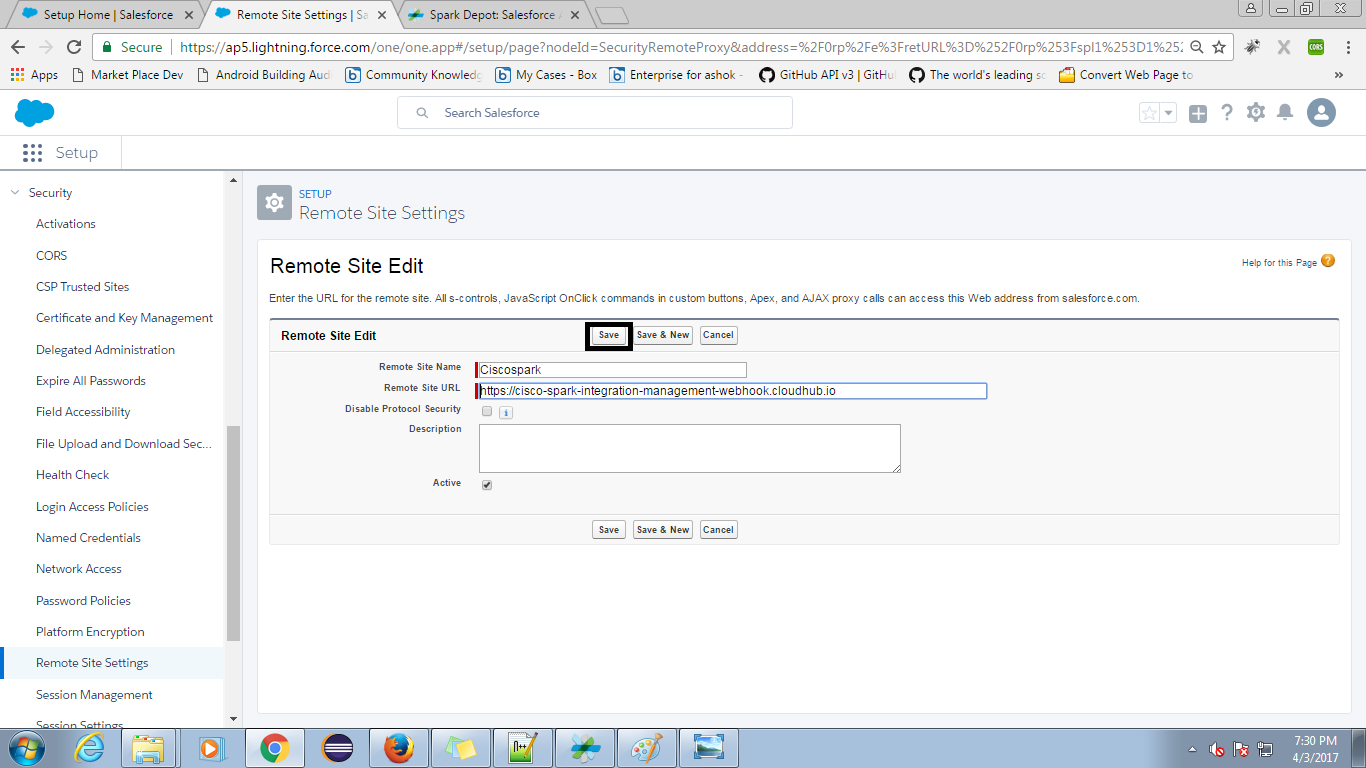 Setup Home | Salesforce
Remote Site Settings | Sa
Spark Depot: Salesforce A
Secure
https://ap5.lightning.force.com/one/one.app#/setup/page?nodeId=SecurityRemoteProxy&address=%2F0rp%2Fe%3FretURL%3D%252F0rp%253Fspl1%253D1%252
CORS
Apps
Market Place Dev
Android Building Aud
Community Knowledg
My Cases - Box
Enterprise for ashok -
GitHub API v3 | GitHu
The world's leading so
Convert Web Page to
»
Search Salesforce
Setup
Security
Activations
CORS
CSP Trusted Sites
Certificate and Key Management
Delegated Administration
Expire All Passwords
Field Accessibility
File Upload and Download Sec...
Health Check
Login Access Policies
Named Credentials
Network Access
Password Policies
Platform Encryption
Remote Site Settings
Session Management
Session Settings
SETUP
Remote Site Settings
Remote Site Edit
Help for this Page ?
Enter the URL for the remote site. All s-controls, JavaScript OnClick commands in custom buttons, Apex, and AJAX proxy calls can access this Web address from salesforce.com.
Remote Site Edit
Save Save & New Cancel
Remote Site Name Ciscospark
Remote Site URL https://cisco-spark-integration-management-webhook.cloudhub.io
Disable Protocol Security i
Description
Active
Save Save & New Cancel
7:30 PM
4/3/2017